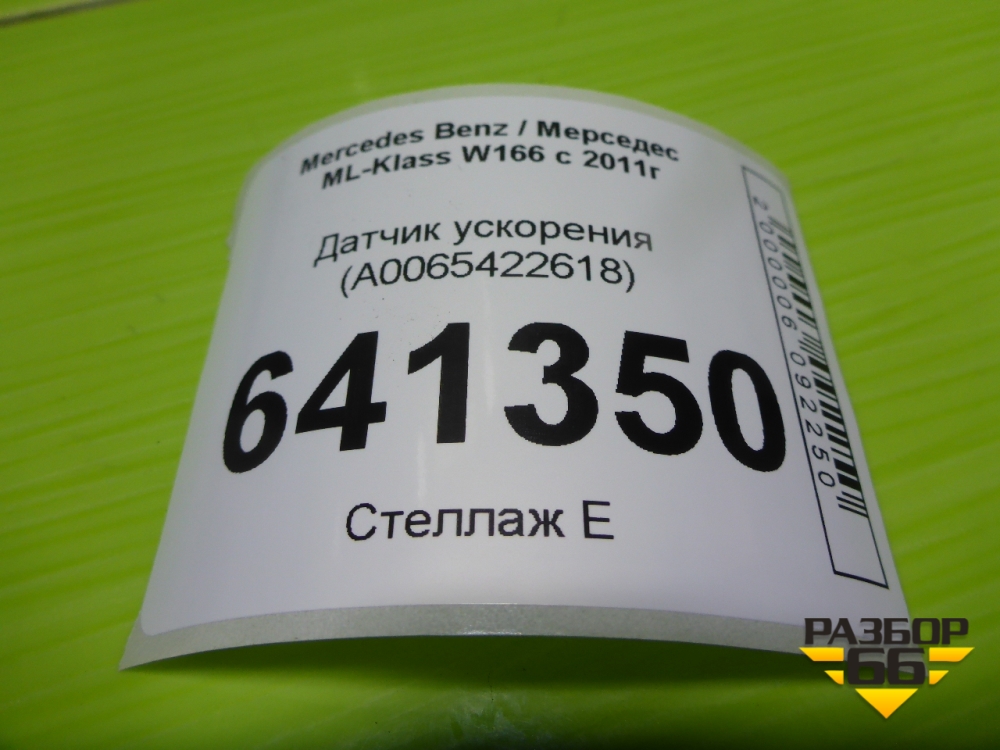 Mercedes Benz / Мерседес
ML-Klass W166 с 2011г
Датчик ускорения
(A0065422618)
641350
Стеллаж Е
2000006092250
РАЗБОР
66